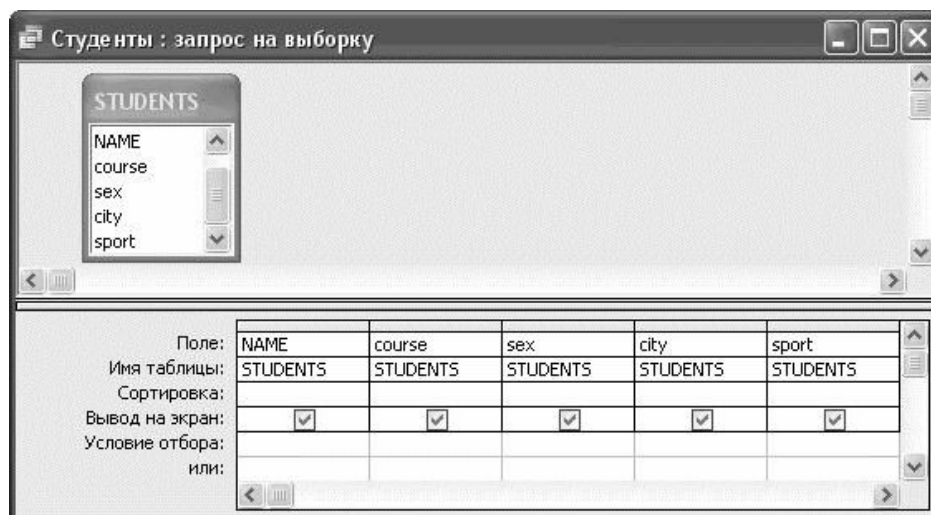 Студенты : запрос на выборку
STUDENTS
NAME
course
sex
city
sport
Поле: NAME course sex city sport
Имя таблицы: STUDENTS STUDENTS STUDENTS STUDENTS STUDENTS
Сортировка:
Вывод на экран:
Условие отбора:
или: